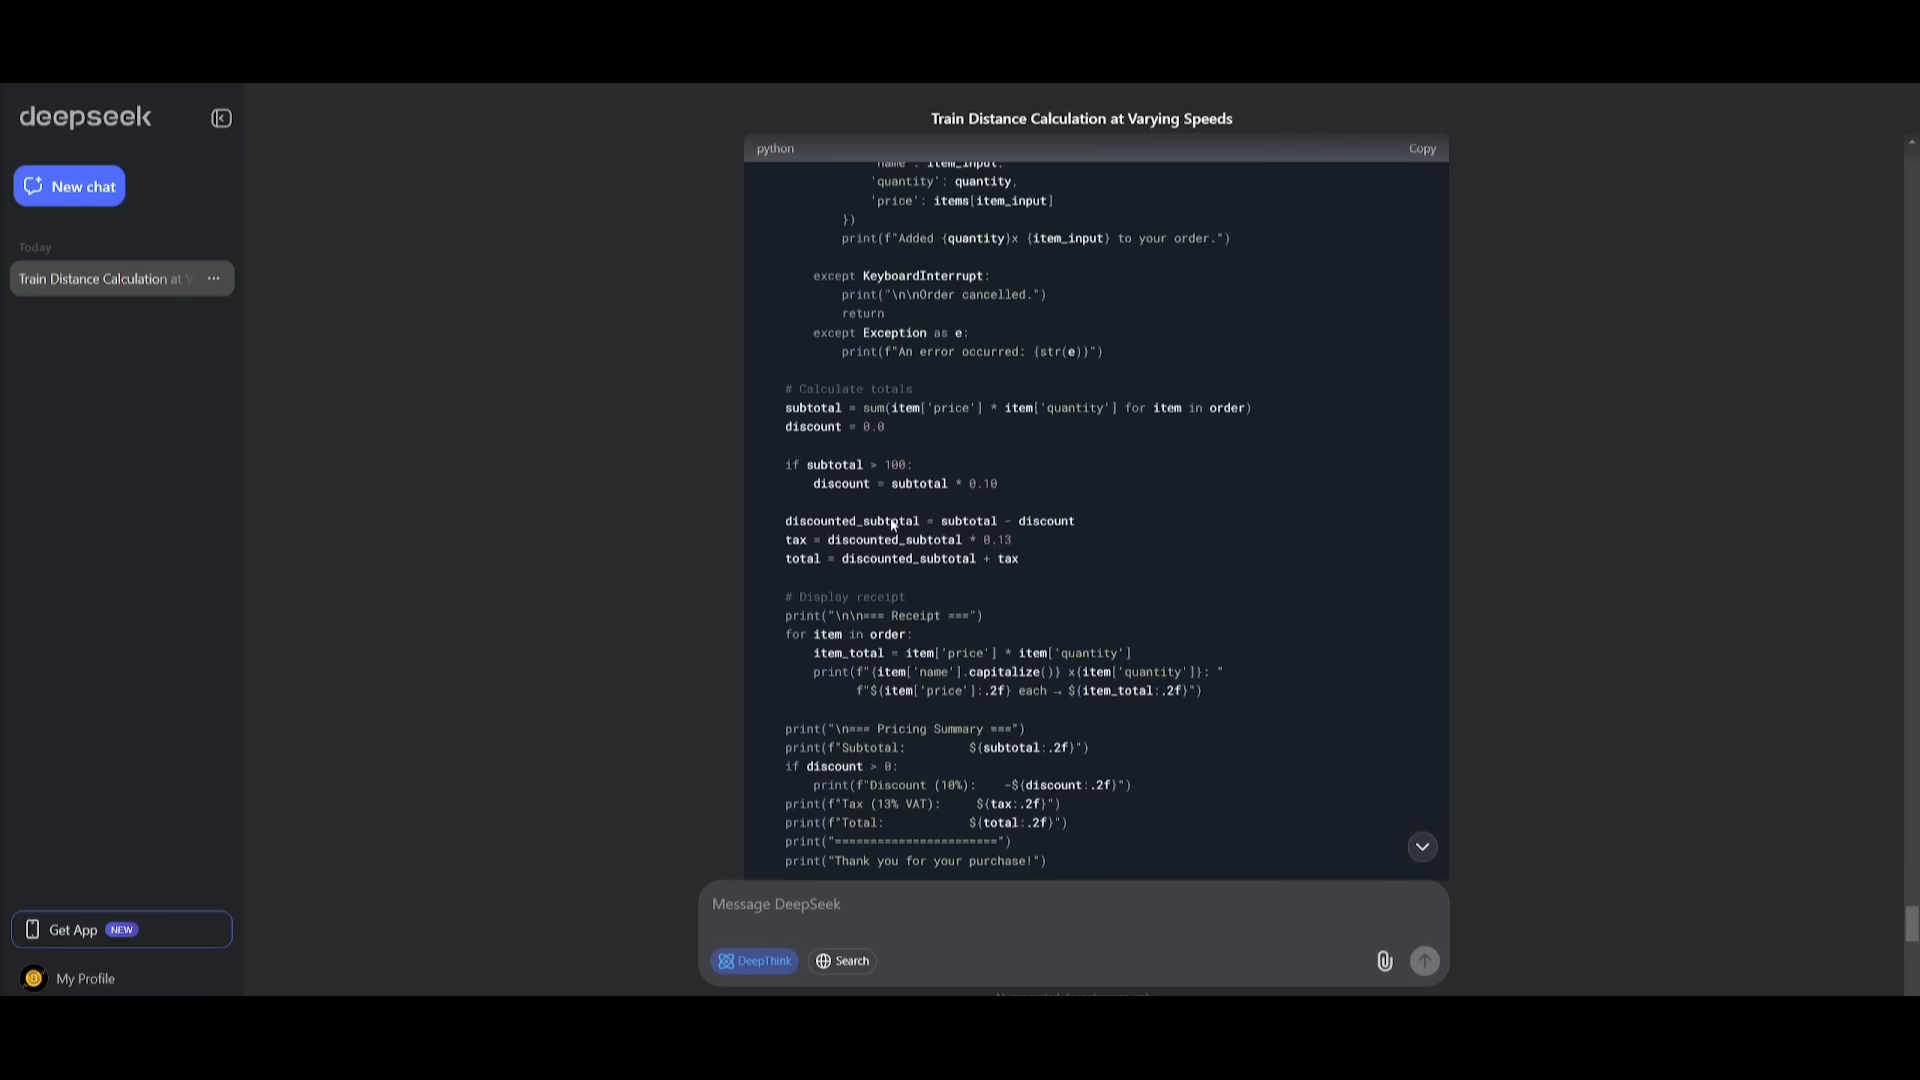 deepseek
New chat
Today
Train Distance Calculation at
Get App NEW
My Profile
Train Distance Calculation at Varying Speeds
python Copy
'name': item_input,
'quantity': quantity,
'price': items[item_input]
})
print(f"Added {quantity}x {item_input} to your order.")
except KeyboardInterrupt:
print("\n\nOrder cancelled.")
return
except Exception as e:
print(f"An error occurred: {str(e)}")
# Calculate totals
subtotal = sum(item['price'] * item['quantity'] for item in order)
discount = 0.0
if subtotal > 100:
discount = subtotal * 0.10
discounted_subtotal = subtotal - discount
tax = discounted_subtotal * 0.13
total = discounted_subtotal + tax
# Display receipt
print("\n\n=== Receipt ===")
for item in order:
item_total = item['price'] * item['quantity']
print(f"{item['name'].capitalize()} x{item['quantity']}: "
f"${item['price']:.2f} each → ${item_total:.2f}")
print("\n=== Pricing Summary ===")
print(f"Subtotal: ${subtotal:.2f}")
if discount > 0:
print(f"Discount (10%): -${discount:.2f}")
print(f"Tax (13% VAT): ${tax:.2f}")
print(f"Total: ${total:.2f}")
print("=======================")
print("Thank you for your purchase!")
Message DeepSeek
DeepThink Search